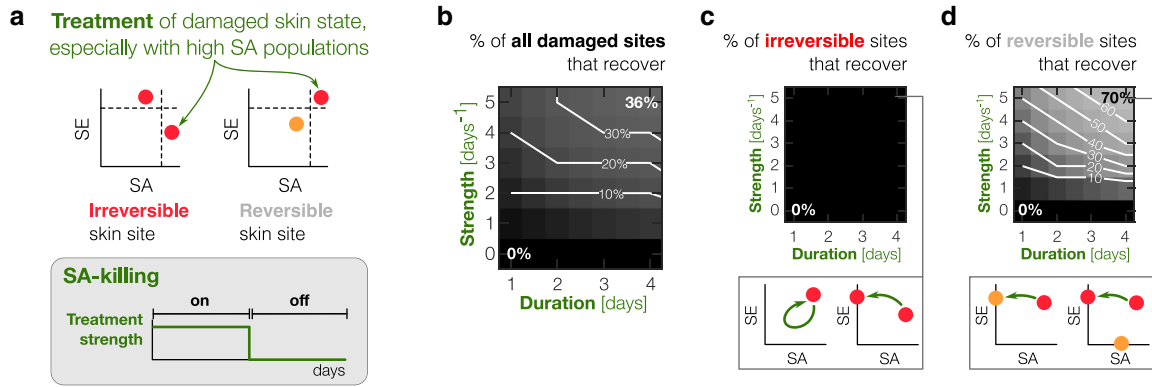 a
Treatment of damaged skin state,
especially with high SA populations
SE
SA
Irreversible
skin site
SE
SA
Reversible
skin site
SA-killing
on
off
Treatment
strength
days
b
% of all damaged sites
that recover
Strength [days⁻¹]
5
4
3
2
1
0
36%
30%
20%
10%
0%
1 2 3 4
Duration [days]
c
% of irreversible sites
that recover
Strength [days⁻¹]
5
4
3
2
1
0
0%
1 2 3 4
Duration [days]
SE
SA
SE
SA
d
% of reversible sites
that recover
Strength [days⁻¹]
5
4
3
2
1
0
70%
60
50
40
30
20
10
0%
1 2 3 4
Duration [days]
SE
SA
SE
SA